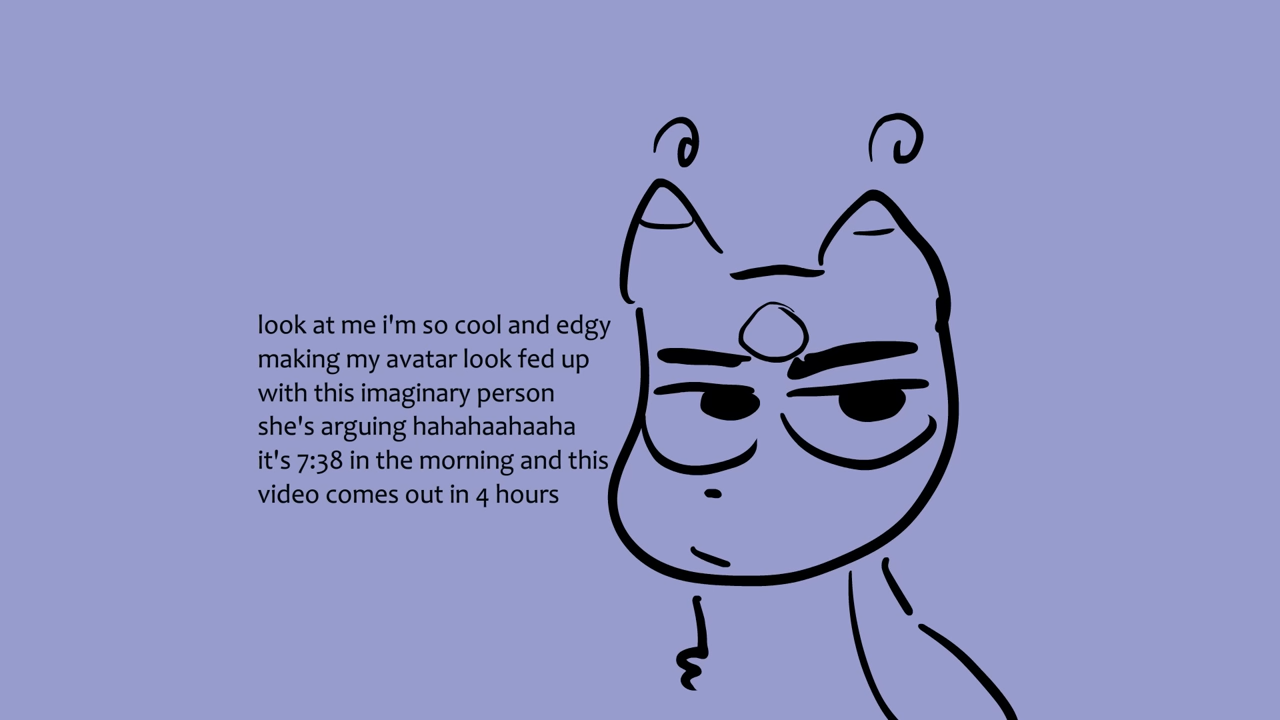 look at me i'm so cool and edgy
making my avatar look fed up
with this imaginary person
she's arguing hahahaahaaha
it's 7:38 in the morning and this
video comes out in 4 hours